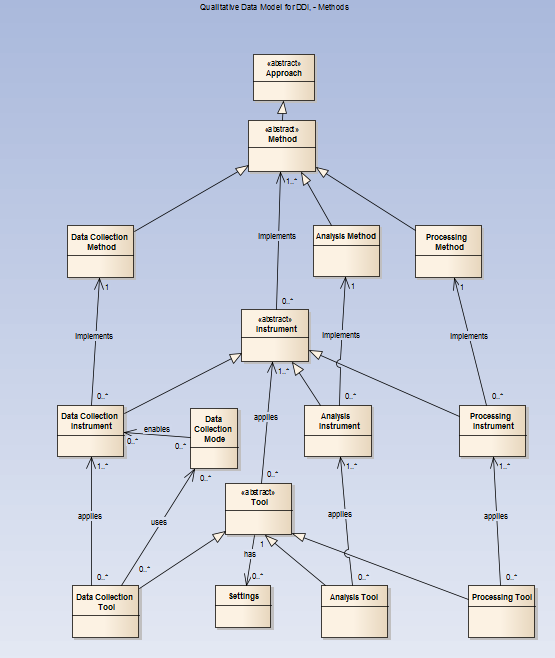 Qualitative Data Model for DDI, - Methods
«abstract»
Approach
«abstract»
Method
1..*
Data Collection
Method
implements
Analysis Method
Processing
Method
1
1
1
0..*
«abstract»
Instrument
implements
implements
implements
1..*
0..*
0..*
0..*
Data Collection
Instrument
Data
Collection
Mode
applies
Analysis
Instrument
Processing
Instrument
enables
0..*
0..*
1..*
0..*
0..*
1..*
1..*
«abstract»
Tool
applies
uses
applies
applies
1
has
0..*
0..*
0..*
0..*
0..*
Data Collection
Tool
Settings
Analysis Tool
Processing Tool